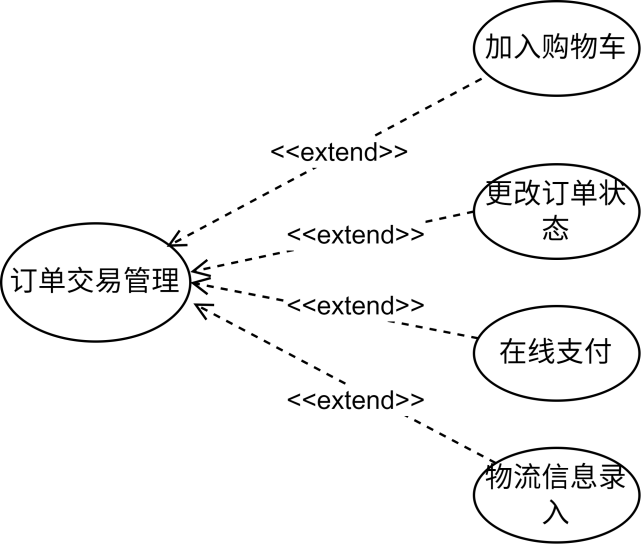 加入购物车
<<extend>>
更改订单状
态
<<extend>>
订单交易管理
<<extend>>
在线支付
<<extend>>
物流信息录
入